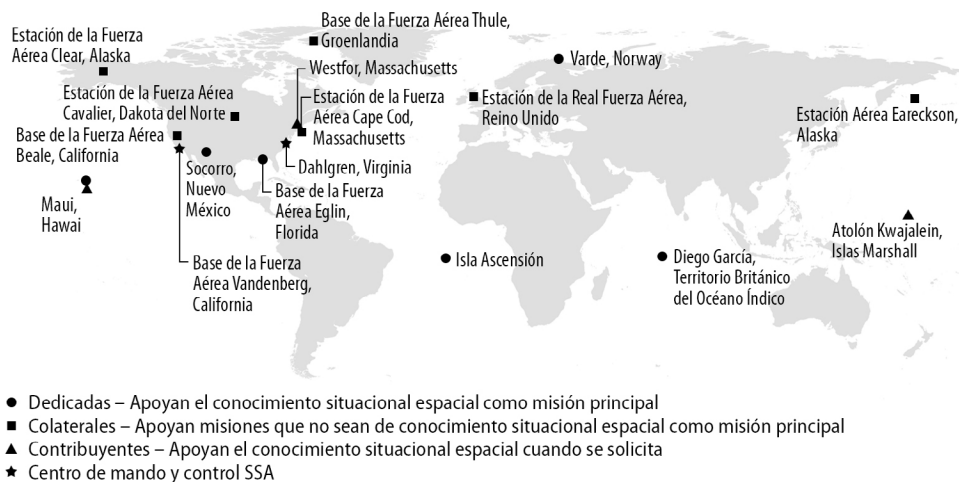 Base de la Fuerza Aérea Thule,
Groenlandia
Estación de la Fuerza
Aérea Clear, Alaska
Westfor, Massachusetts
Varde, Norway
Estación de la Fuerza Aérea
Cavalier, Dakota del Norte
Estación de la Fuerza
Aérea Cape Cod,
Massachusetts
Estación de la Real Fuerza Aérea,
Reino Unido
Estación Aérea Eareckson,
Alaska
Base de la Fuerza Aérea
Beale, California
Socorro,
Nuevo
México
Dahlgren, Virginia
Maui,
Hawai
Base de la Fuerza
Aérea Eglin,
Florida
Atolón Kwajalein,
Islas Marshall
Base de la Fuerza
Aérea Vandenberg,
California
Isla Ascensión
Diego García,
Territorio Británico
del Océano Índico
Dedicadas – Apoyan el conocimiento situacional espacial como misión principal
Colaterales – Apoyan misiones que no sean de conocimiento situacional espacial como misión principal
Contribuyentes – Apoyan el conocimiento situacional espacial cuando se solicita
Centro de mando y control SSA